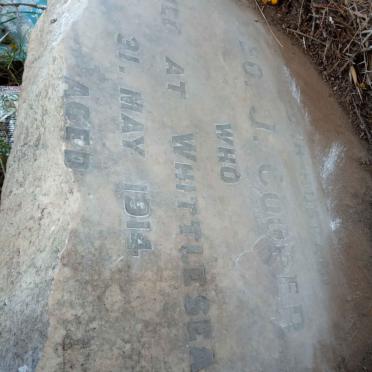 J. COOPER
WHO
AT WHITTLESEA
31. MAY 1914
AGED